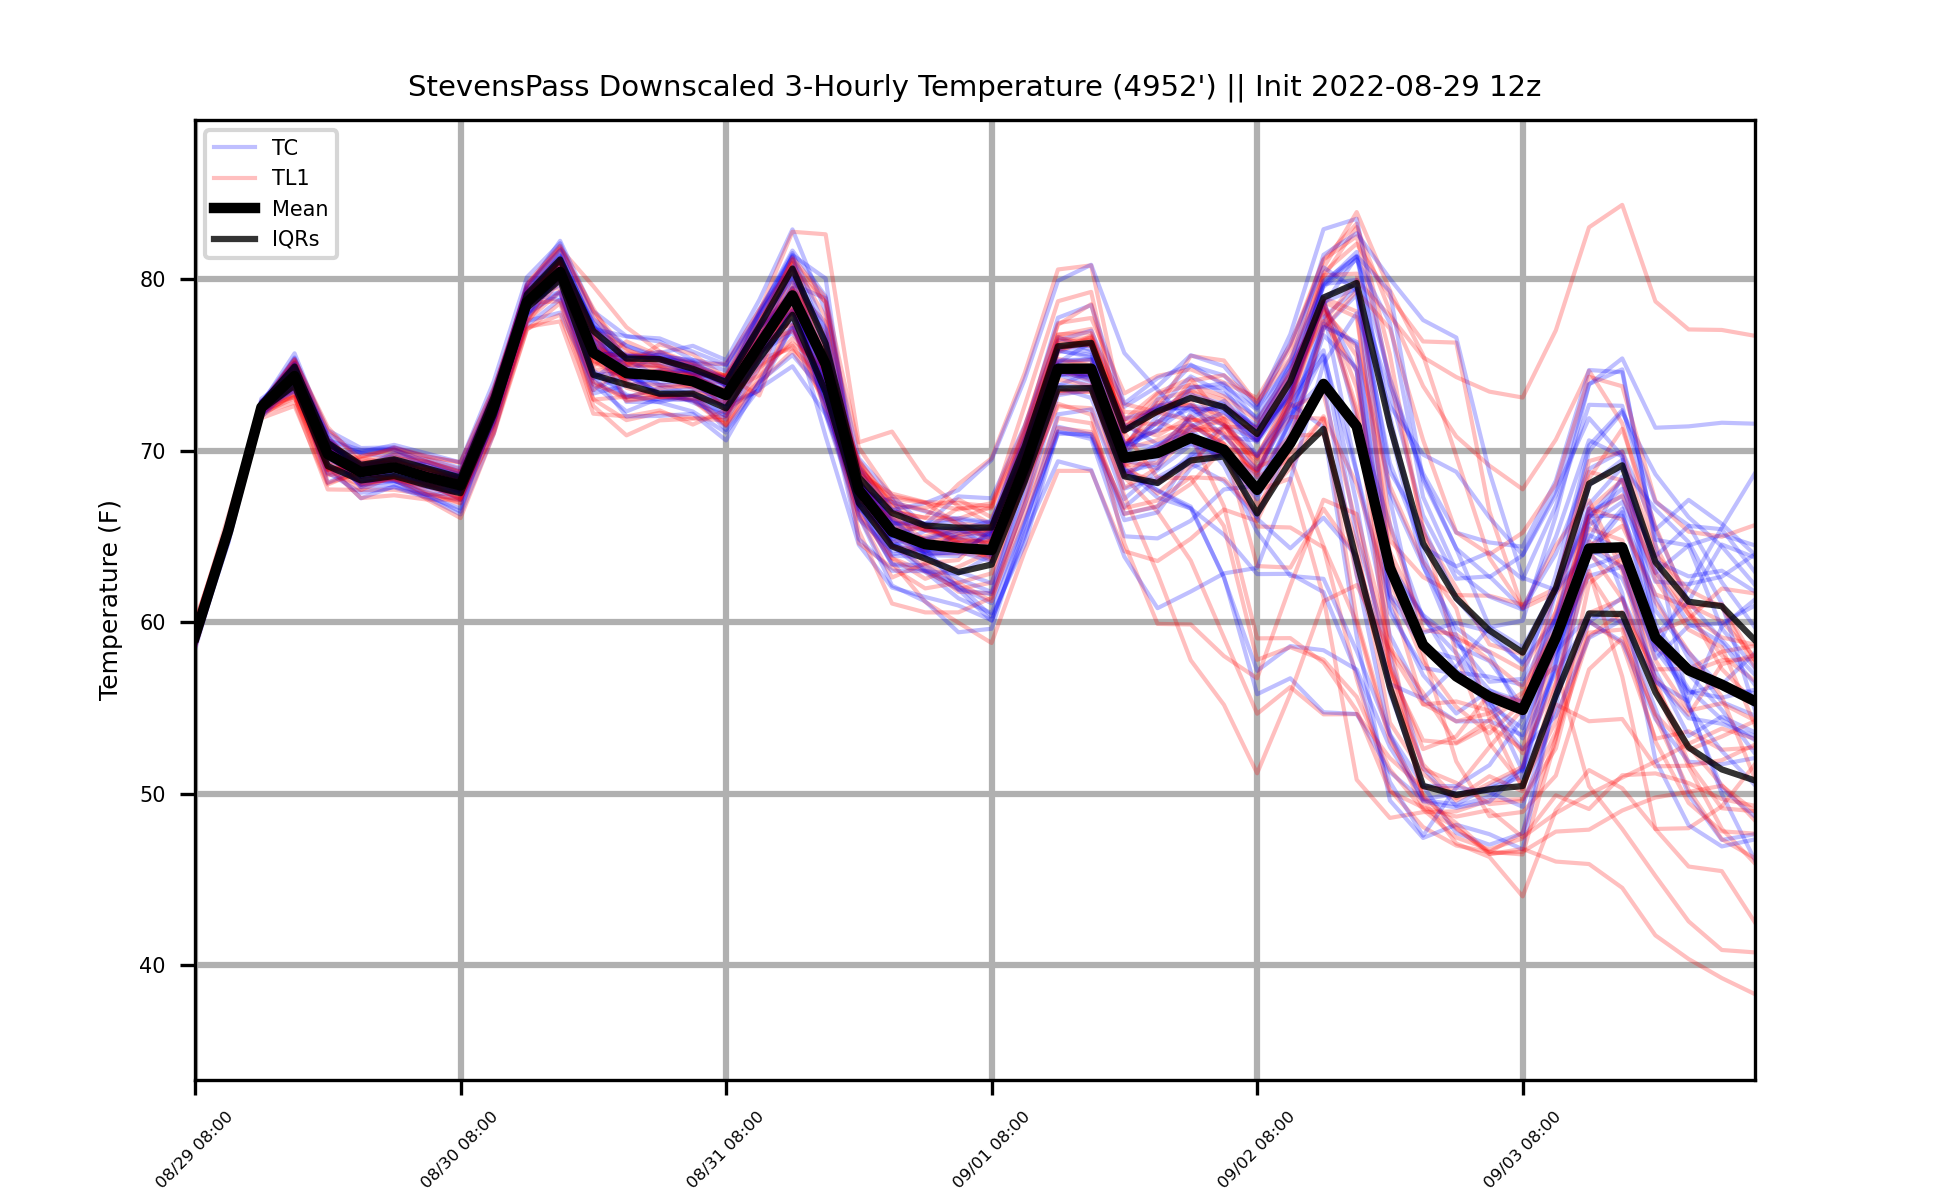 StevensPass Downscaled 3-Hourly Temperature (4952') || Init 2022-08-29 12z
TC
TL1
Mean
IQRs
Temperature (F)
80
70
60
50
40
08/29 08:00
08/30 08:00
08/31 08:00
09/01 08:00
09/02 08:00
09/03 08:00